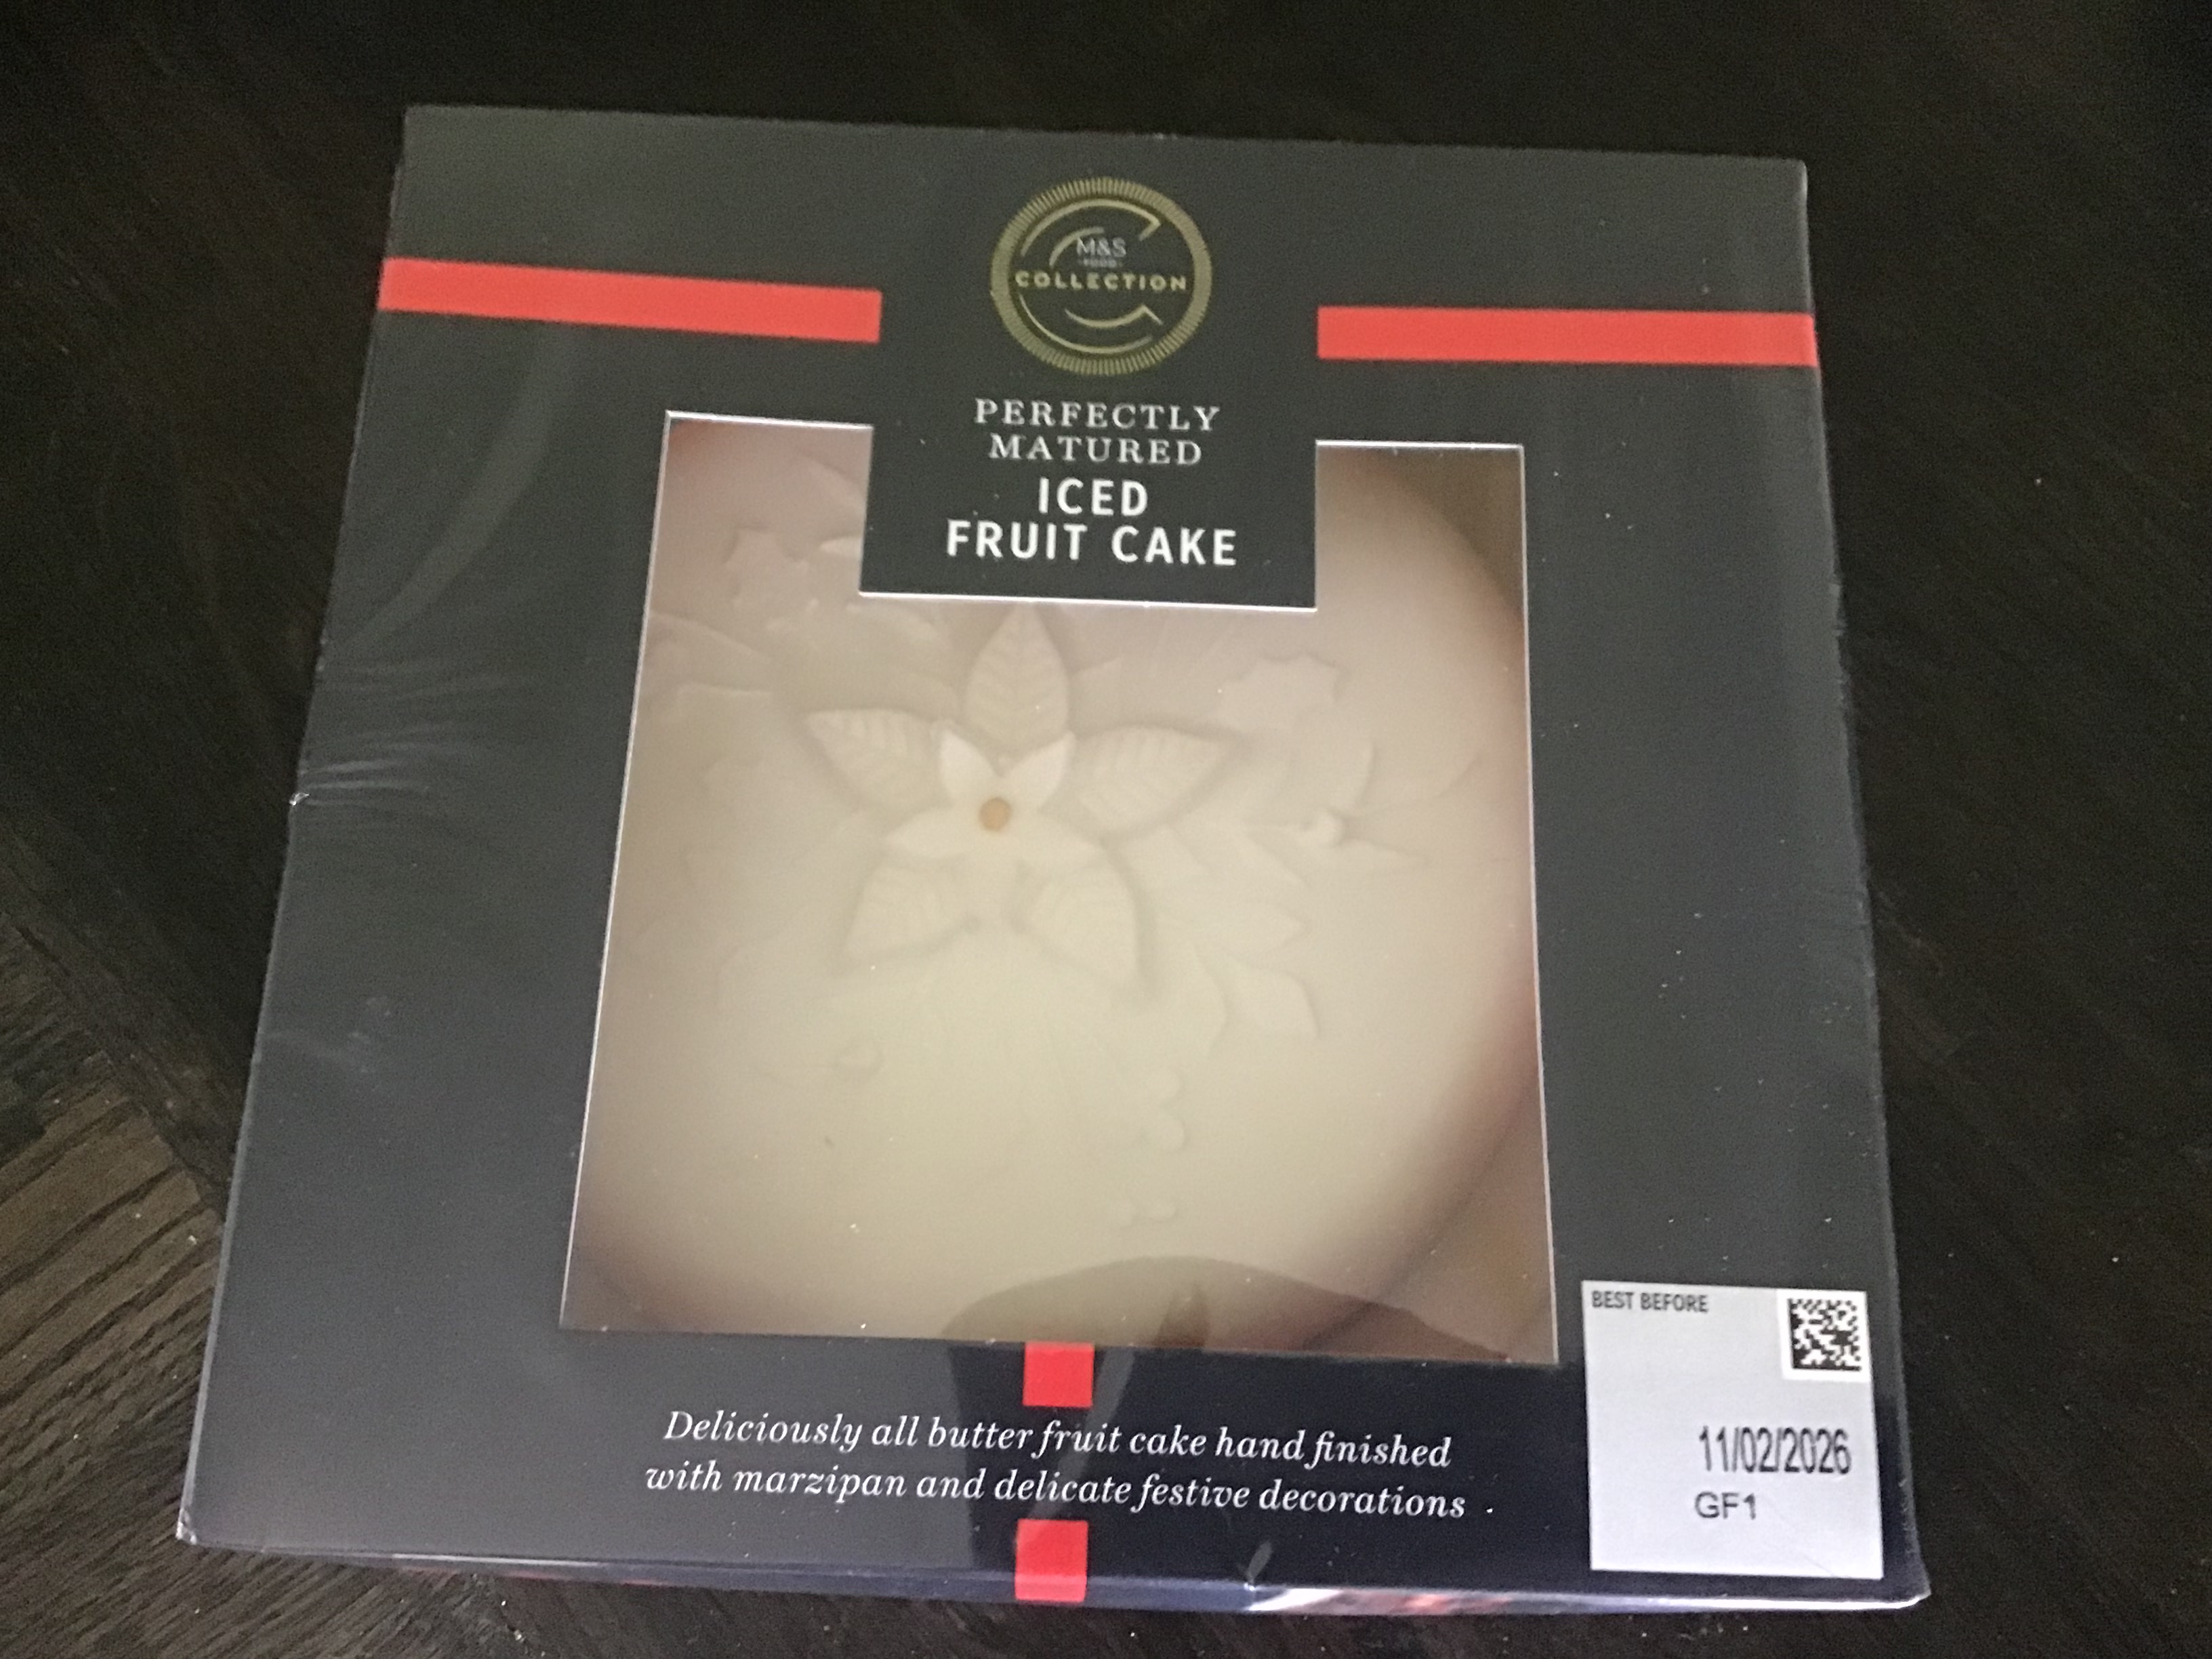 M&S
FOOD
COLLECTION
PERFECTLY
MATURED
ICED
FRUIT CAKE
Deliciously all butter fruit cake hand finished
with marzipan and delicate festive decorations
BEST BEFORE
11/02/2026
GF1